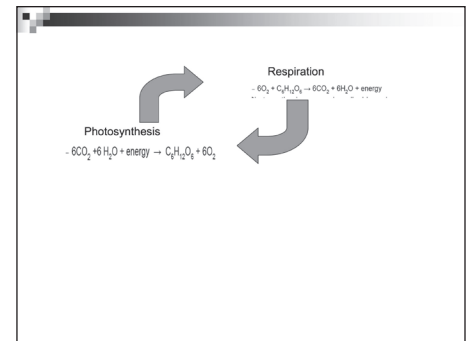 Respiration
- 6O₂ + C₆H₁₂O₆ → 6CO₂ + 6H₂O + energy
Photosynthesis
- 6CO₂ +6 H₂O + energy → C₆H₁₂O₆ + 6O₂